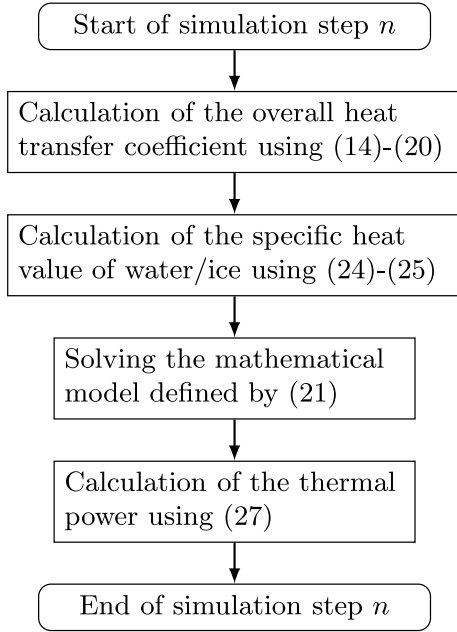 Start of simulation step n
Calculation of the overall heat
transfer coefficient using (14)-(20)
Calculation of the specific heat
value of water/ice using (24)-(25)
Solving the mathematical
model defined by (21)
Calculation of the thermal
power using (27)
End of simulation step n